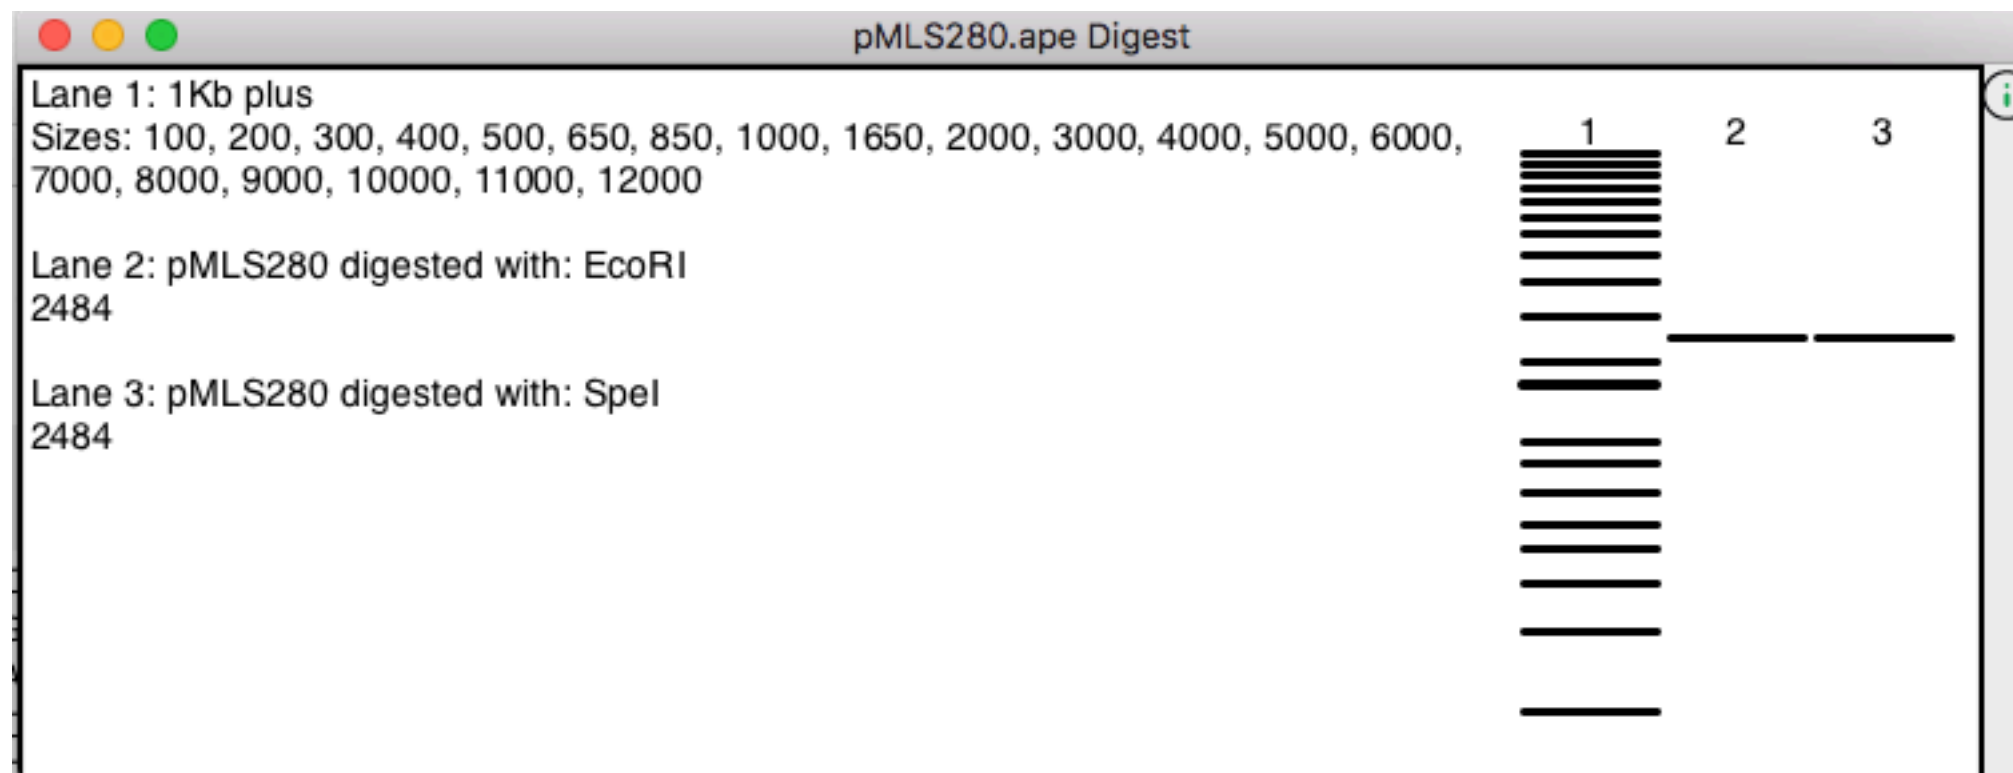 pMLS280.ape Digest
Lane 1: 1Kb plus
Sizes: 100, 200, 300, 400, 500, 650, 850, 1000, 1650, 2000, 3000, 4000, 5000, 6000,
7000, 8000, 9000, 10000, 11000, 12000
Lane 2: pMLS280 digested with: EcoRI
2484
Lane 3: pMLS280 digested with: SpeI
2484
1 2 3
i